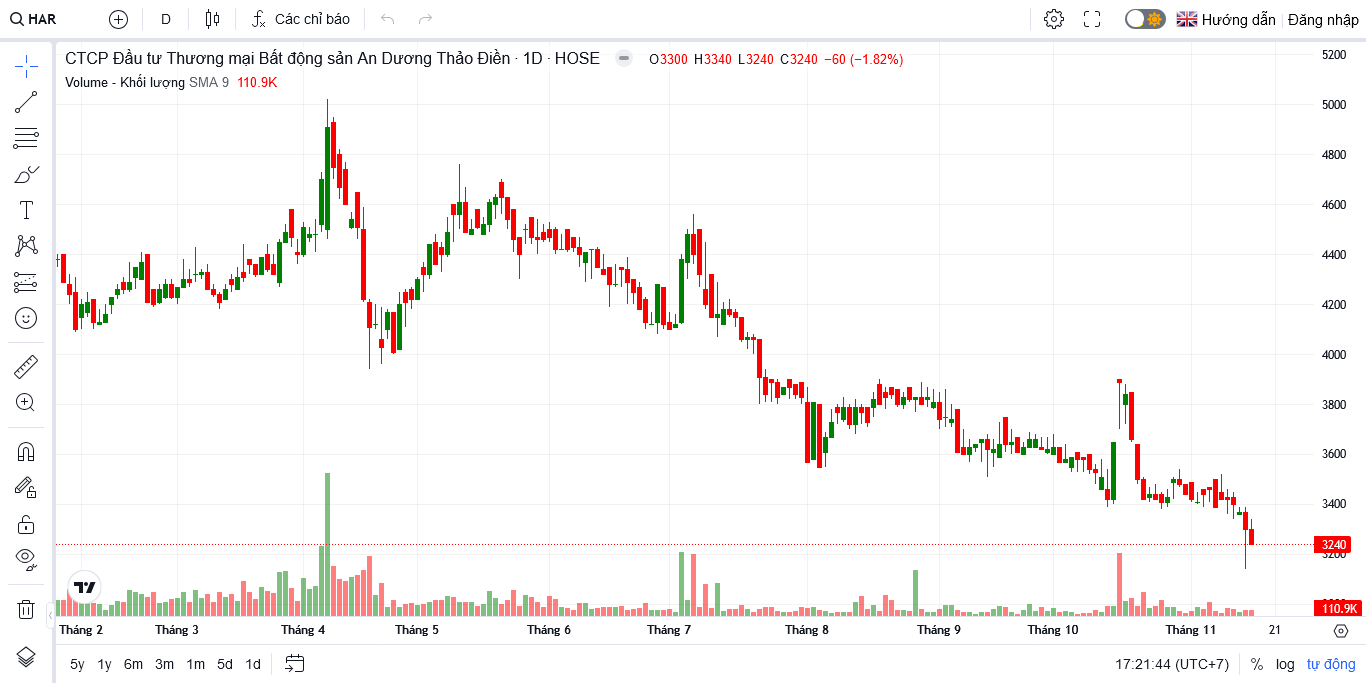 HAR D Các chỉ báo Hướng dẫn Đăng nhập
CTCP Đầu tư Thương mại Bất động sản An Dương Thảo Điền · 1D · HOSE O3300 H3340 L3240 C3240 −60 (−1.82%)
Volume - Khối lượng SMA 9 110.9K
5200
5000
4800
4600
4400
4200
4000
3800
3600
3400
3240
3200
110.9K
Tháng 2 Tháng 3 Tháng 4 Tháng 5 Tháng 6 Tháng 7 Tháng 8 Tháng 9 Tháng 10 Tháng 11 21
5y 1y 6m 3m 1m 5d 1d 17:21:44 (UTC+7) % log tự động